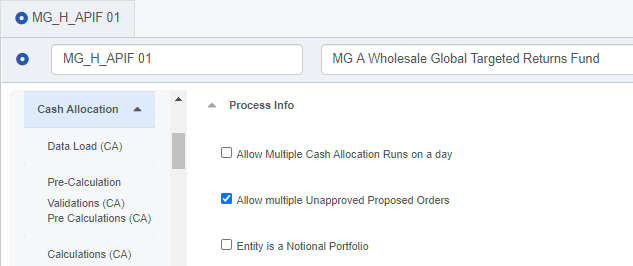 MG_H_APIF 01
MG_H_APIF 01 MG A Wholesale Global Targeted Returns Fund
Cash Allocation
Data Load (CA)
Pre-Calculation
Validations (CA)
Pre Calculations (CA)
Calculations (CA)
Process Info
Allow Multiple Cash Allocation Runs on a day
Allow multiple Unapproved Proposed Orders
Entity is a Notional Portfolio